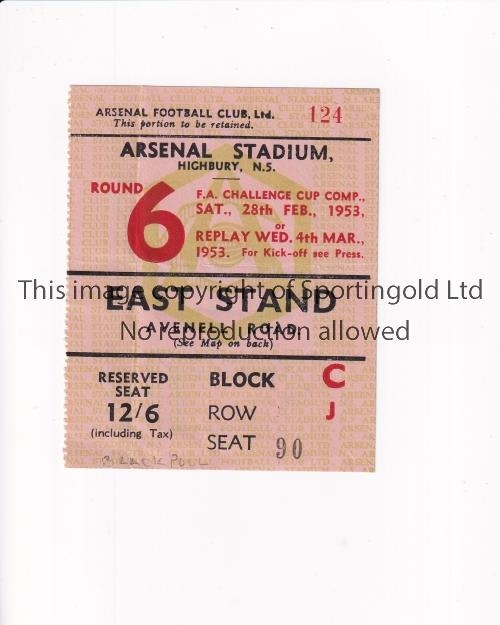 ARSENAL FOOTBALL CLUB, Ltd. 124
This portion to be retained.
ARSENAL STADIUM,
HIGHBURY, N.5.
ROUND 6
F.A. CHALLENGE CUP COMP.,
SAT., 28th FEB., 1953,
or
REPLAY WED. 4th MAR.,
1953. For Kick-off see Press.
This image copyright of Sportingold Ltd
EAST STAND
No reproduction allowed
AVENELL ROAD
(See Map on back)
RESERVED SEAT 12/6 (including Tax)
BLOCK C
ROW J
SEAT 90
BLACKPOOL